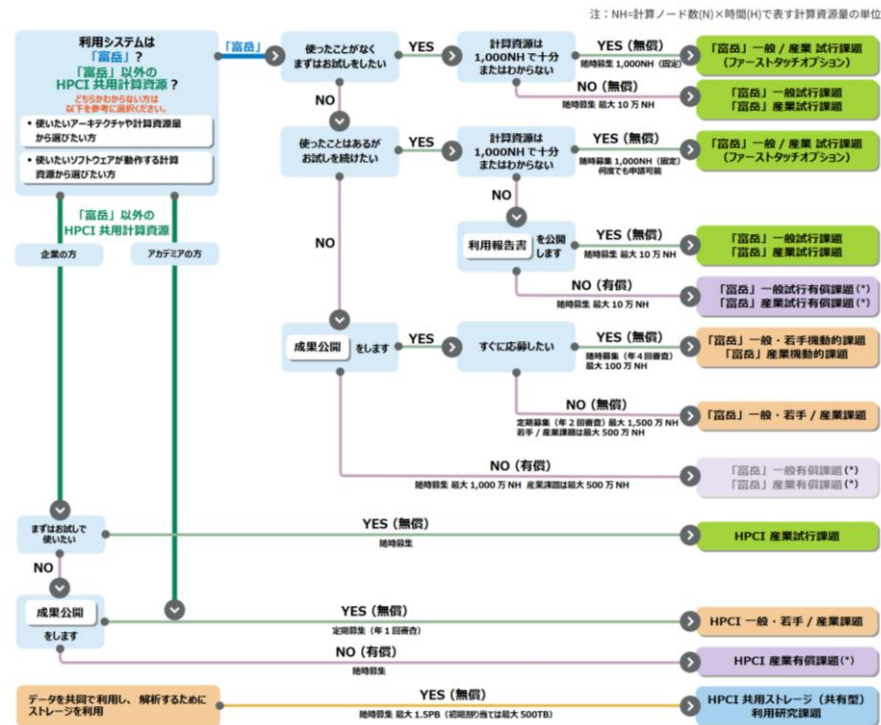 注：NH=計算ノード数(N)×時間(H)で表す計算資源量の単位
利用システムは
「富岳」？
「富岳」以外の
HPCI 共用計算資源？
どちらかわからない方は
以下を参考に選択ください。
• 使いたいアーキテクチャや計算資源量
から選びたい方
• 使いたいソフトウェアが動作する計算
資源から選びたい方
「富岳」
使ったことがなく
まずはお試しをしたい
YES
計算資源は
1,000NHで十分
またはわからない
YES（無償）
随時募集 1,000NH（固定）
「富岳」一般 / 産業 試行課題
（ファーストタッチオプション）
NO（無償）
随時募集 最大 10 万 NH
「富岳」一般試行課題
「富岳」産業試行課題
NO
使ったことはあるが
お試しを続けたい
YES
計算資源は
1,000NHで十分
またはわからない
YES（無償）
随時募集 1,000NH（固定）
何度でも申請可能
「富岳」一般 / 産業 試行課題
（ファーストタッチオプション）
NO
利用報告書 を公開
します
YES（無償）
随時募集 最大 10 万 NH
「富岳」一般試行課題
「富岳」産業試行課題
NO（有償）
随時募集 最大 10 万 NH
「富岳」一般試行有償課題(*)
「富岳」産業試行有償課題(*)
NO
成果公開 をします
YES
すぐに応募したい
YES（無償）
随時募集（年 4 回審査）
最大 100 万 NH
「富岳」一般・若手機動的課題
「富岳」産業機動的課題
NO（無償）
定期募集（年 2 回審査）最大 1,500 万 NH
若手 / 産業課題は最大 500 万 NH
「富岳」一般・若手 / 産業課題
NO（有償）
随時募集 最大 1,000 万 NH 産業課題は最大 500 万 NH
「富岳」一般有償課題(*)
「富岳」産業有償課題(*)
「富岳」以外の
HPCI 共用計算資源
企業の方
アカデミアの方
まずはお試しで
使いたい
YES（無償）
随時募集
HPCI 産業試行課題
NO
成果公開
をします
YES（無償）
定期募集（年 1 回審査）
HPCI 一般・若手 / 産業課題
NO（有償）
随時募集
HPCI 産業有償課題(*)
データを共同で利用し、解析するために
ストレージを利用
YES（無償）
随時募集 最大 1.5PB（初期割り当ては最大 500TB）
HPCI 共用ストレージ（共有型）
利用研究課題